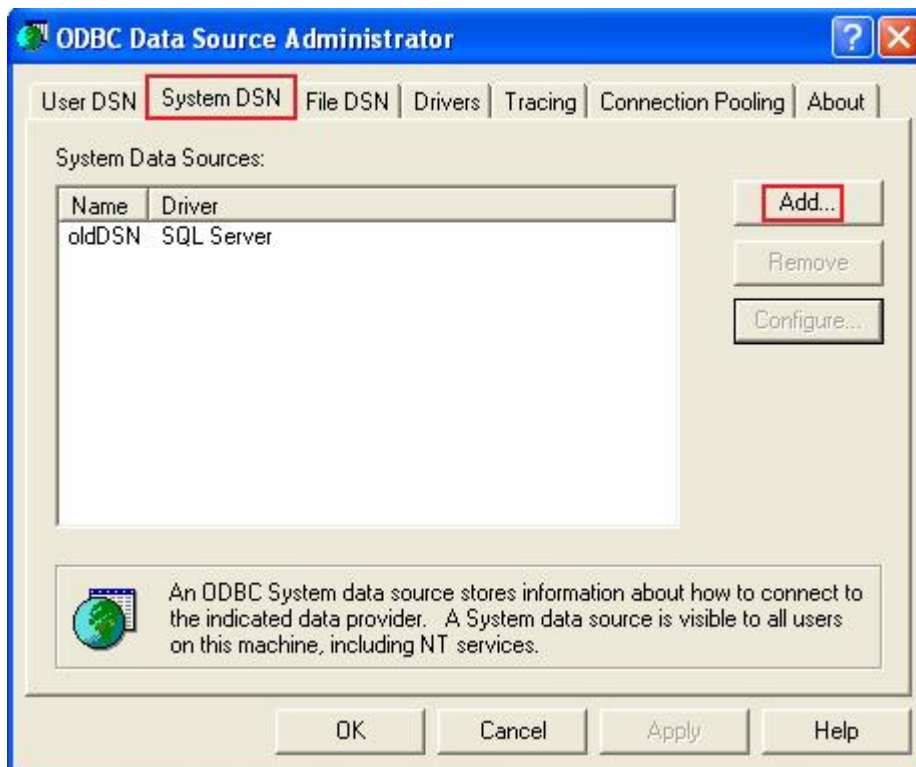 ODBC Data Source Administrator
User DSN System DSN File DSN Drivers Tracing Connection Pooling About
System Data Sources:
Name Driver
oldDSN SQL Server
Add...
Remove
Configure...
An ODBC System data source stores information about how to connect to
the indicated data provider. A System data source is visible to all users
on this machine, including NT services.
OK Cancel Apply Help